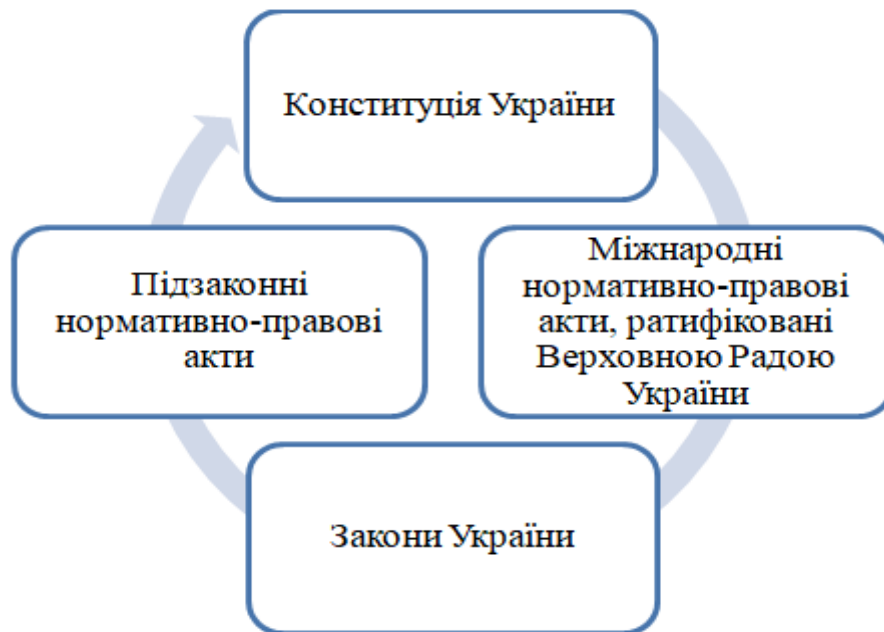 Конституція України
Міжнародні
нормативно-правові
акти, ратифіковані
Верховною Радою
України
Закони України
Підзаконні
нормативно-правові
акти